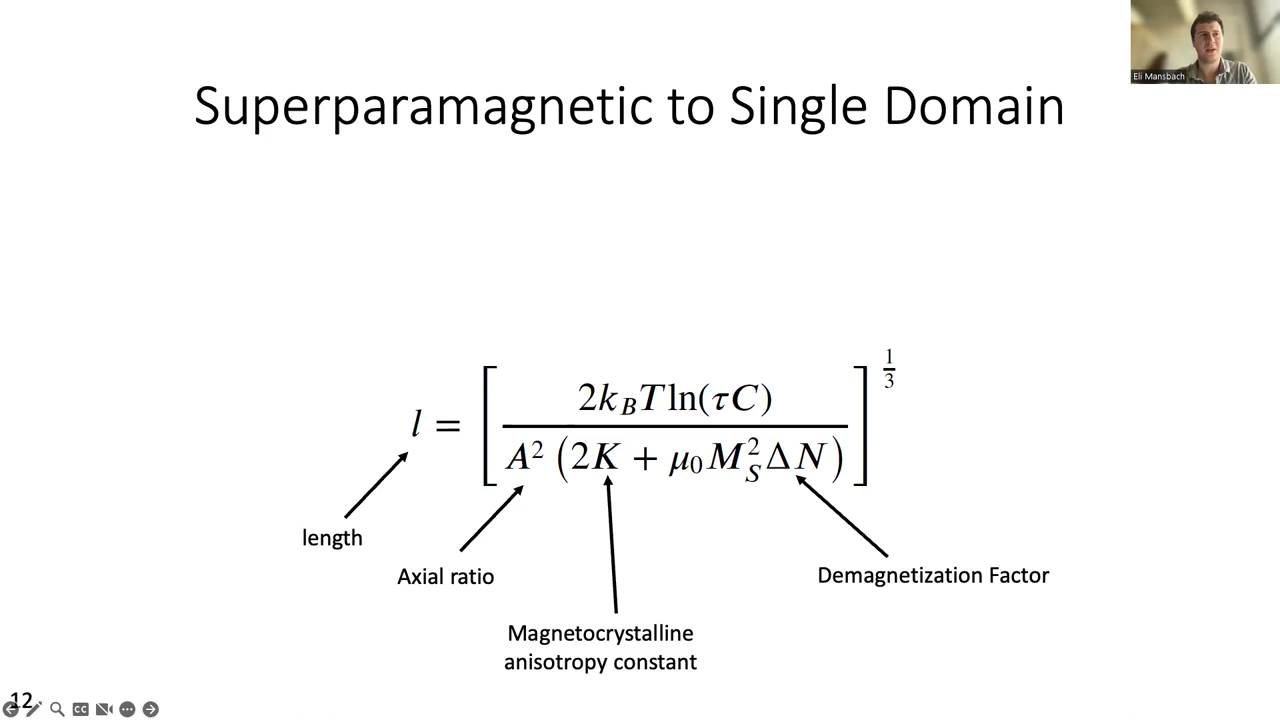 Eli Mansbach
Superparamagnetic to Single Domain
l = [ 2k_BT ln(τC) / A² (2K + μ₀M_S²ΔN) ]^(1/3)
length
Axial ratio
Demagnetization Factor
Magnetocrystalline
anisotropy constant
12
CC